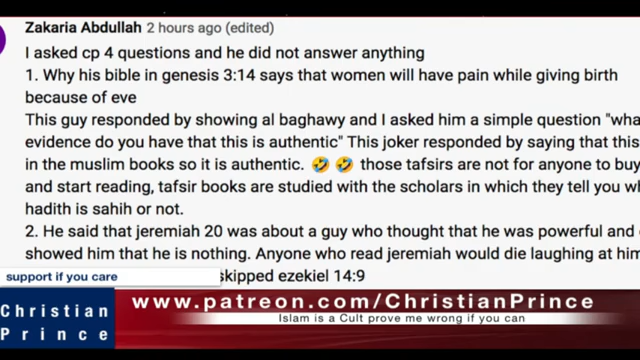 Zakaria Abdullah 2 hours ago (edited)
I asked cp 4 questions and he did not answer anything
1. Why his bible in genesis 3:14 says that women will have pain while giving birth
because of eve
This guy responded by showing al baghawy and I asked him a simple question "wha
evidence do you have that this is authentic" This joker responded by saying that this
in the muslim books so it is authentic. 🤣 🤣 those tafsirs are not for anyone to buy
and start reading, tafsir books are studied with the scholars in which they tell you w
hadith is sahih or not.
2. He said that jeremiah 20 was about a guy who thought that he was powerful and
showed him that he is nothing. Anyone who read jeremiah would die laughing at him
support if you care skipped ezekiel 14:9
Christian
Prince
www.patreon.com/ChristianPrince
Islam is a Cult prove me wrong if you can